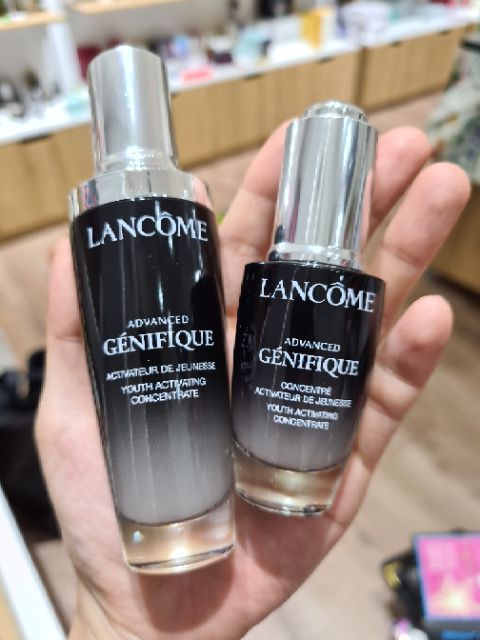 LANCÔME
ADVANCED
GÉNIFIQUE
ACTIVATEUR DE JEUNESSE
YOUTH ACTIVATING
CONCENTRATE
LANCÔME
ADVANCED
GÉNIFIQUE
CONCENTRÉ
ACTIVATEUR DE JEUNESSE
YOUTH ACTIVATING
CONCENTRATE